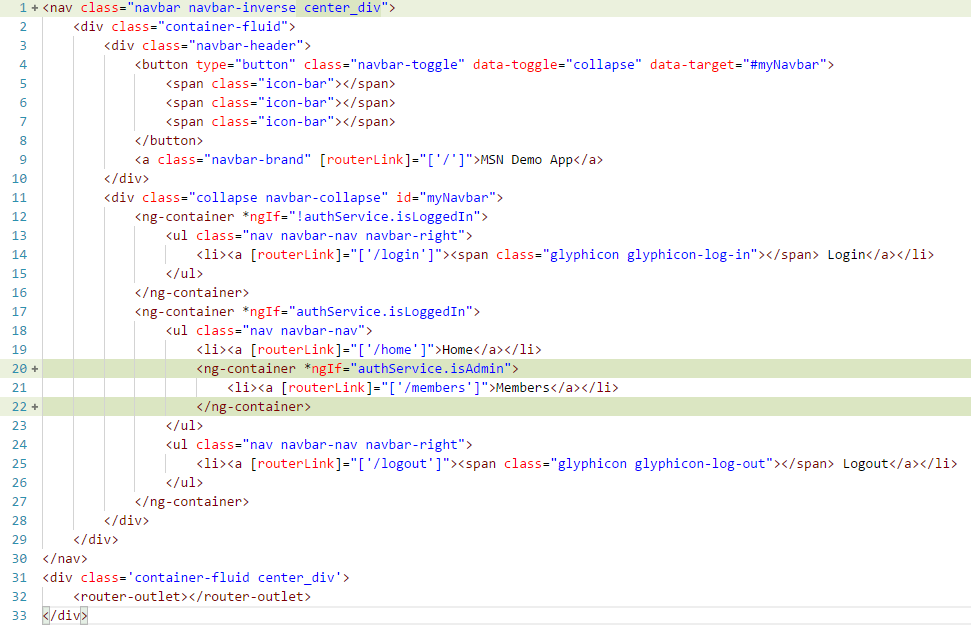 1 + <nav class="navbar navbar-inverse center_div">
2 <div class="container-fluid">
3 <div class="navbar-header">
4 <button type="button" class="navbar-toggle" data-toggle="collapse" data-target="#myNavbar">
5 <span class="icon-bar"></span>
6 <span class="icon-bar"></span>
7 <span class="icon-bar"></span>
8 </button>
9 <a class="navbar-brand" [routerLink]="['/']">MSN Demo App</a>
10 </div>
11 <div class="collapse navbar-collapse" id="myNavbar">
12 <ng-container *ngIf="!authService.isLoggedIn">
13 <ul class="nav navbar-nav navbar-right">
14 <li><a [routerLink]="['/login']"><span class="glyphicon glyphicon-log-in"></span> Login</a></li>
15 </ul>
16 </ng-container>
17 <ng-container *ngIf="authService.isLoggedIn">
18 <ul class="nav navbar-nav">
19 <li><a [routerLink]="['/home']">Home</a></li>
20 + <ng-container *ngIf="authService.isAdmin">
21 <li><a [routerLink]="['/members']">Members</a></li>
22 + </ng-container>
23 </ul>
24 <ul class="nav navbar-nav navbar-right">
25 <li><a [routerLink]="['/logout']"><span class="glyphicon glyphicon-log-out"></span> Logout</a></li>
26 </ul>
27 </ng-container>
28 </div>
29 </div>
30 </nav>
31 <div class='container-fluid center_div'>
32 <router-outlet></router-outlet>
33 </div>